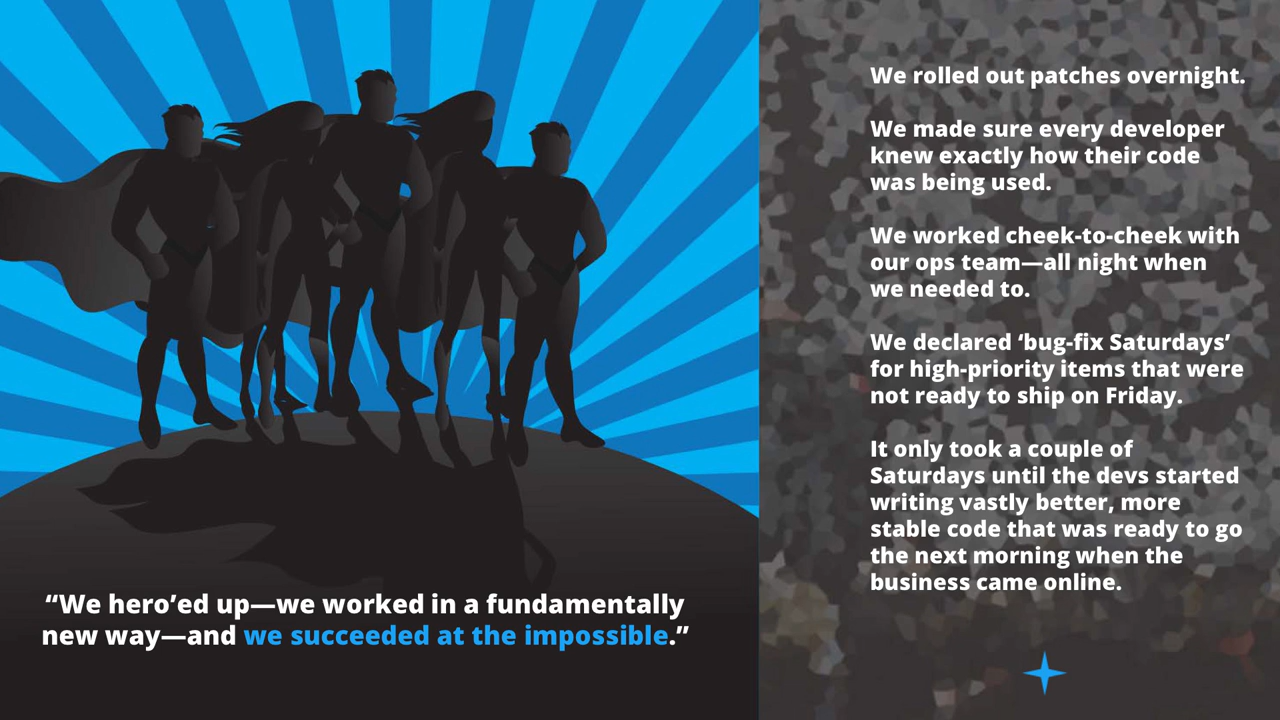 “We hero’ed up—we worked in a fundamentally
new way—and we succeeded at the impossible.”
We rolled out patches overnight.
We made sure every developer
knew exactly how their code
was being used.
We worked cheek-to-cheek with
our ops team—all night when
we needed to.
We declared ‘bug-fix Saturdays’
for high-priority items that were
not ready to ship on Friday.
It only took a couple of
Saturdays until the devs started
writing vastly better, more
stable code that was ready to go
the next morning when the
business came online.